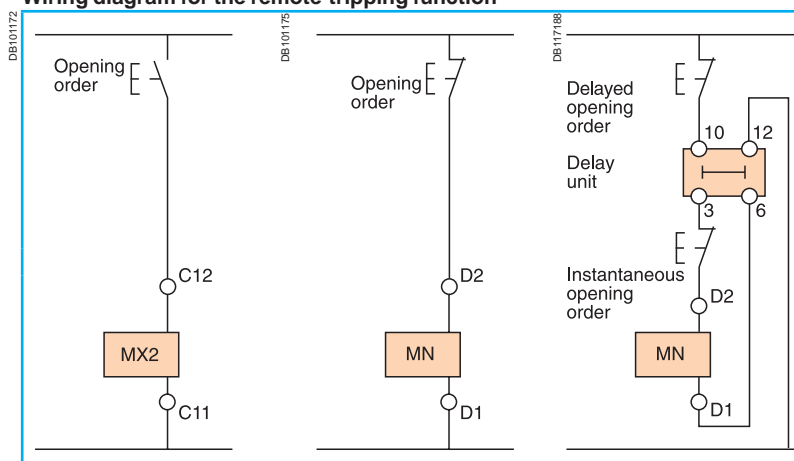 Wiring diagram for the remote-tripping function
DB101172
Opening
order
C12
MX2
C11
DB101175
Opening
order
D2
MN
D1
DB117188
Delayed
opening
order
10
12
Delay
unit
3
6
Instantaneous
opening
order
D2
MN
D1